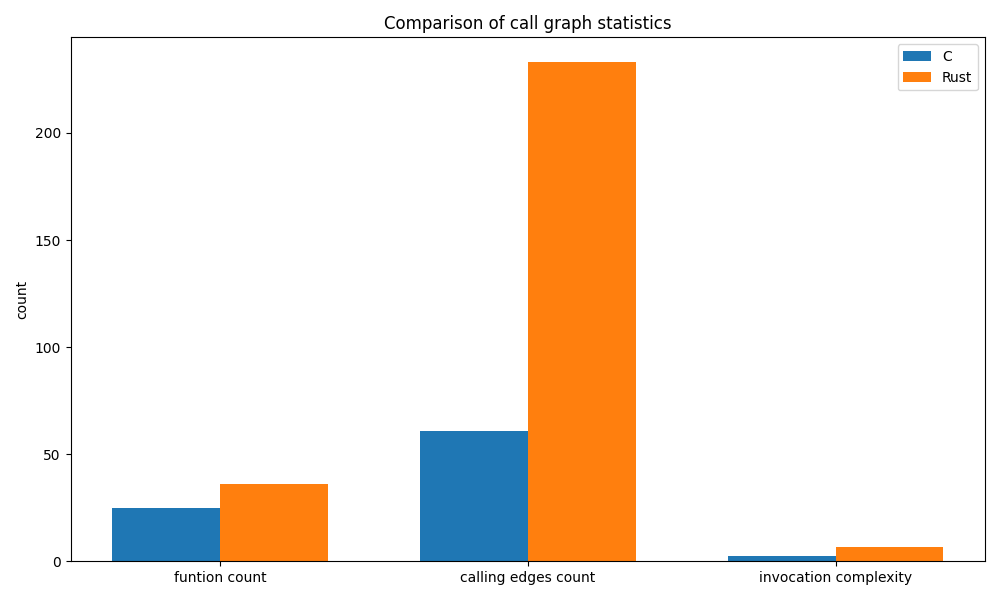 Comparison of call graph statistics
C
Rust
count
200
150
100
50
0
funtion count
calling edges count
invocation complexity